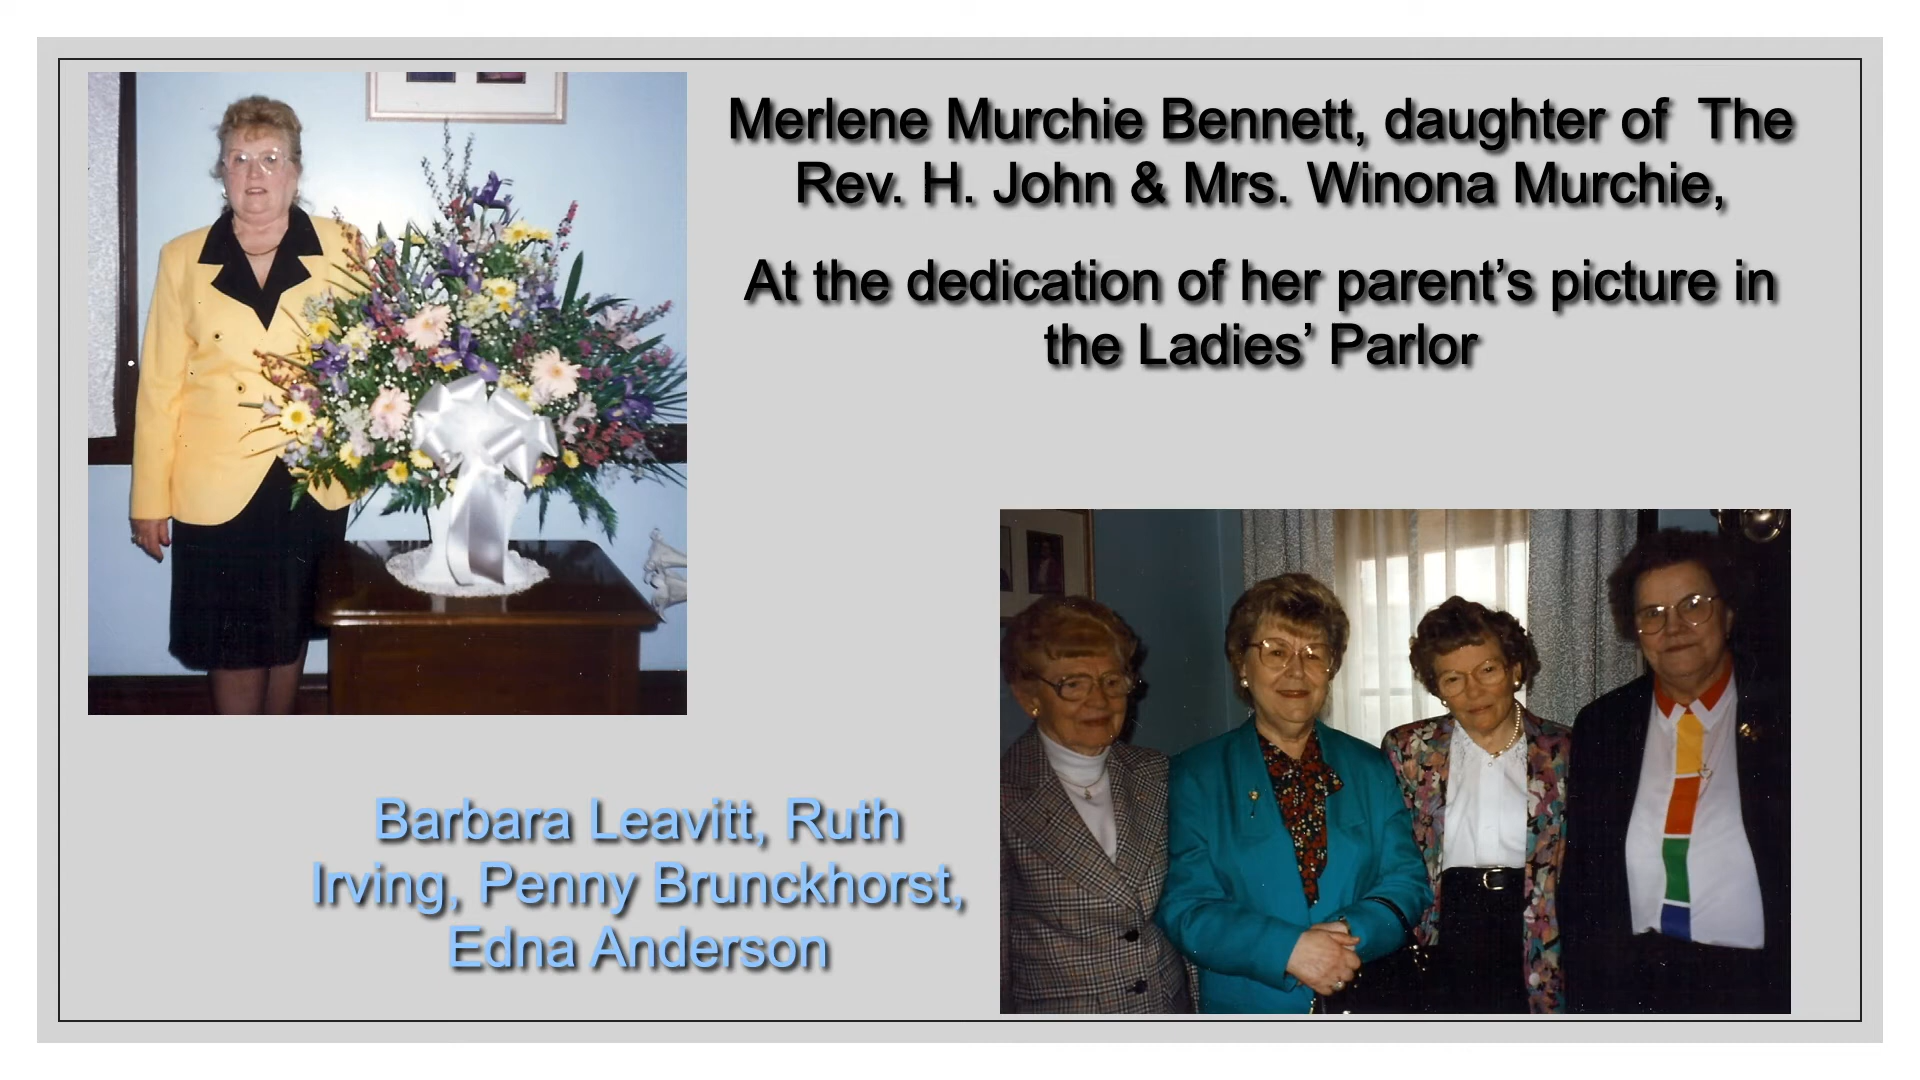 Merlene Murchie Bennett, daughter of  The
Rev. H. John & Mrs. Winona Murchie,
At the dedication of her parent’s picture in
the Ladies’ Parlor
Barbara Leavitt, Ruth
Irving, Penny Brunckhorst,
Edna Anderson